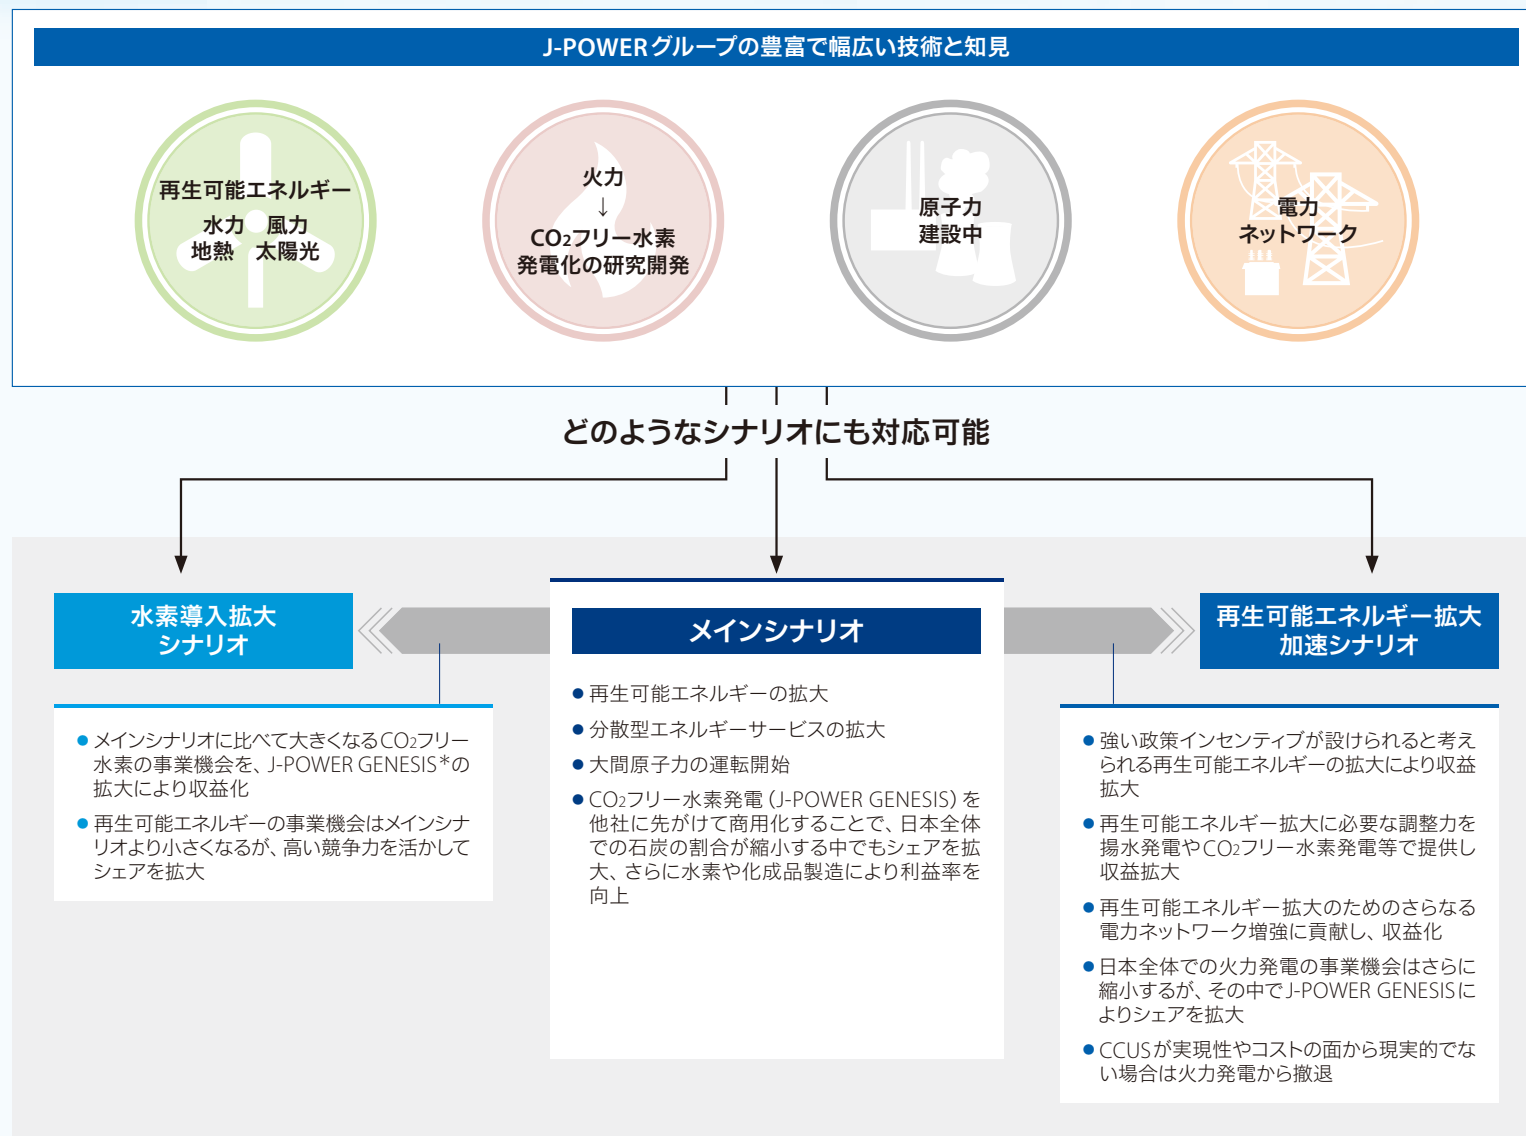 J-POWERグループの豊富で幅広い技術と知見
再生可能エネルギー
水力　風力
地熱　太陽光
火力
↓
CO₂フリー水素
発電化の研究開発
原子力
建設中
電力
ネットワーク
どのようなシナリオにも対応可能
水素導入拡大
シナリオ
● メインシナリオに比べて大きくなるCO₂フリー
水素の事業機会を、J-POWER GENESIS＊の
拡大により収益化
● 再生可能エネルギーの事業機会はメインシナ
リオより小さくなるが、高い競争力を活かして
シェアを拡大
メインシナリオ
● 再生可能エネルギーの拡大
● 分散型エネルギーサービスの拡大
● 大間原子力の運転開始
● CO₂フリー水素発電（J-POWER GENESIS）を
他社に先がけて商用化することで、日本全体
での石炭の割合が縮小する中でもシェアを拡
大、さらに水素や化成品製造により利益率を
向上
再生可能エネルギー拡大
加速シナリオ
● 強い政策インセンティブが設けられると考え
られる再生可能エネルギーの拡大により収益
拡大
● 再生可能エネルギー拡大に必要な調整力を
揚水発電やCO₂フリー水素発電等で提供し
収益拡大
● 再生可能エネルギー拡大のためのさらなる
電力ネットワーク増強に貢献し、収益化
● 日本全体での火力発電の事業機会はさらに
縮小するが、その中でJ-POWER GENESISに
よりシェアを拡大
● CCUSが実現性やコストの面から現実的でな
い場合は火力発電から撤退